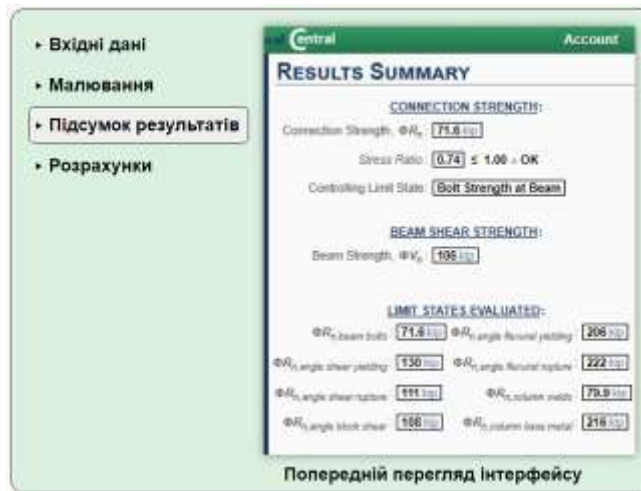 Вхідні дані
Малювання
Підсумок результатів
Розрахунки
Central Account
RESULTS SUMMARY
CONNECTION STRENGTH:
Connection Strength, ΦRn : 71.6 kip
Stress Ratio : 0.74 ≤ 1.00 ∴ OK
Controlling Limit State : Bolt Strength at Beam
BEAM SHEAR STRENGTH:
Beam Strength, ΦVn : kip
LIMIT STATES EVALUATED:
ΦRn,beam bolts : 71.6 kip ΦRn,angle flexural yielding : 206 kip
ΦRn,angle shear yielding : 130 kip ΦRn,angle flexural rupture : 222 kip
ΦRn,angle shear rupture : 111 kip ΦRn,column welds : 79.9 kip
ΦRn,angle block shear : 108 kip ΦRn,column base metal : 216 kip
Попередній перегляд інтерфейсу